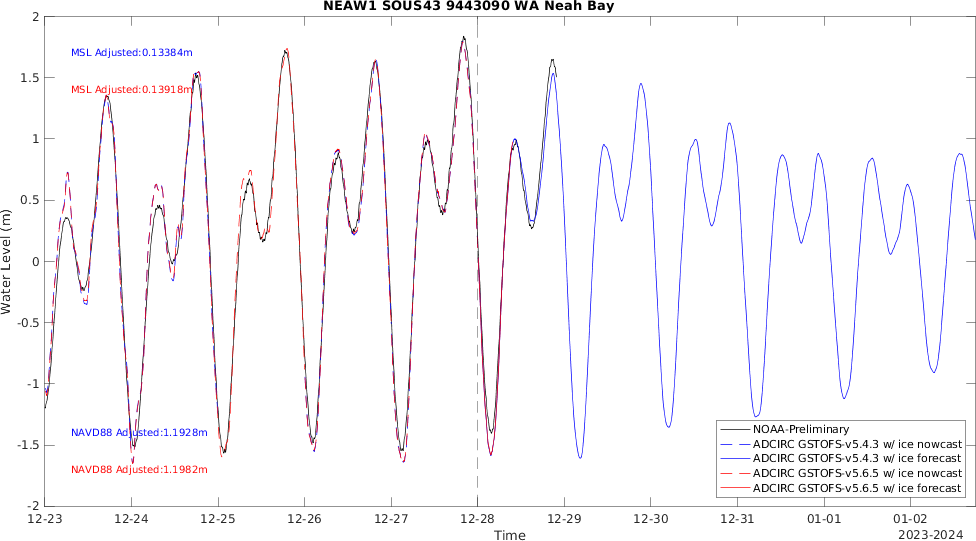 NEAW1 SOUS43 9443090 WA Neah Bay
2
1.5
1
0.5
0
-0.5
-1
-1.5
-2
Water Level (m)
MSL Adjusted:0.13384m
MSL Adjusted:0.13918m
NAVD88 Adjusted:1.1928m
NAVD88 Adjusted:1.1982m
NOAA-Preliminary
ADCIRC GSTOFS-v5.4.3 w/ ice nowcast
ADCIRC GSTOFS-v5.4.3 w/ ice forecast
ADCIRC GSTOFS-v5.6.5 w/ ice nowcast
ADCIRC GSTOFS-v5.6.5 w/ ice forecast
12-23 12-24 12-25 12-26 12-27 12-28 12-29 12-30 12-31 01-01 01-02
Time
2023-2024